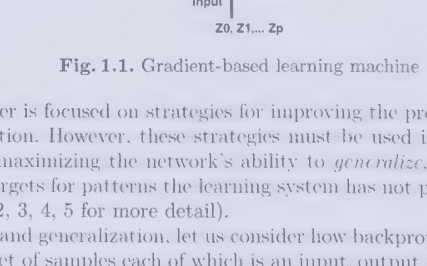 Input
Z0, Z1,... Zp
Fig. 1.1. Gradient-based learning machine
er is focused on strategies for improving the pr
tion. However, these strategies must be used i
maximizing the network's ability to generalize.
rgets for patterns the learning system has not p
2, 3, 4, 5 for more detail).
and generalization, let us consider how backpro
et of samples each of which is an input output